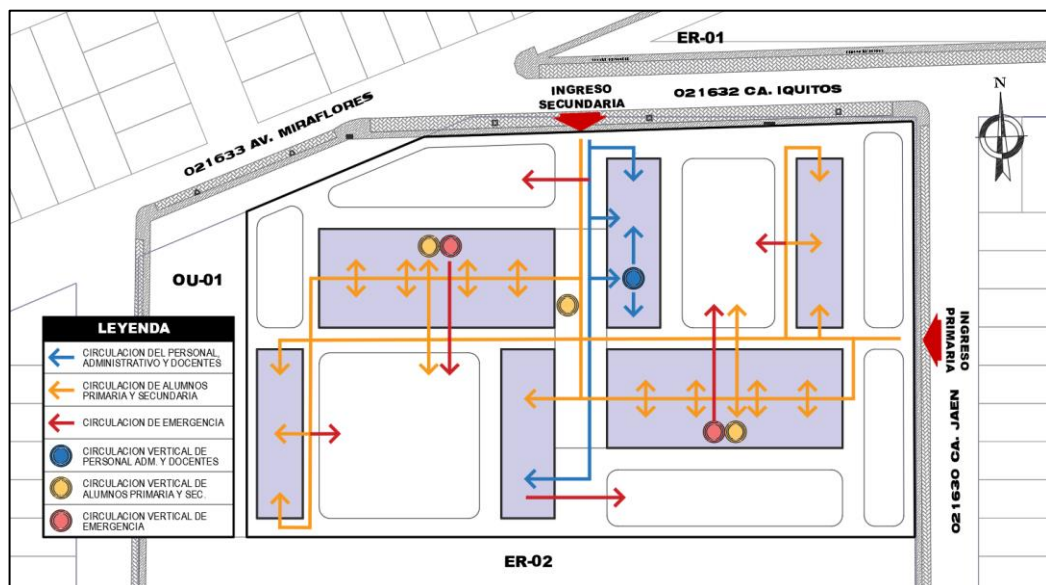 ER-01
INGRESO
SECUNDARIA
021632 CA. IQUITOS
021633 AV. MIRAFLORES
N
OU-01
INGRESO
PRIMARIA
021630 CA. JAEN
LEYENDA
CIRCULACION DEL PERSONAL,
ADMINISTRATIVO Y DOCENTES
CIRCULACION DE ALUMNOS
PRIMARIA Y SECUNDARIA
CIRCULACION DE EMERGENCIA
CIRCULACION VERTICAL DE
PERSONAL ADM. Y DOCENTES
CIRCULACION VERTICAL DE
ALUMNOS PRIMARIA Y SEC.
CIRCULACION VERTICAL DE
EMERGENCIA
ER-02